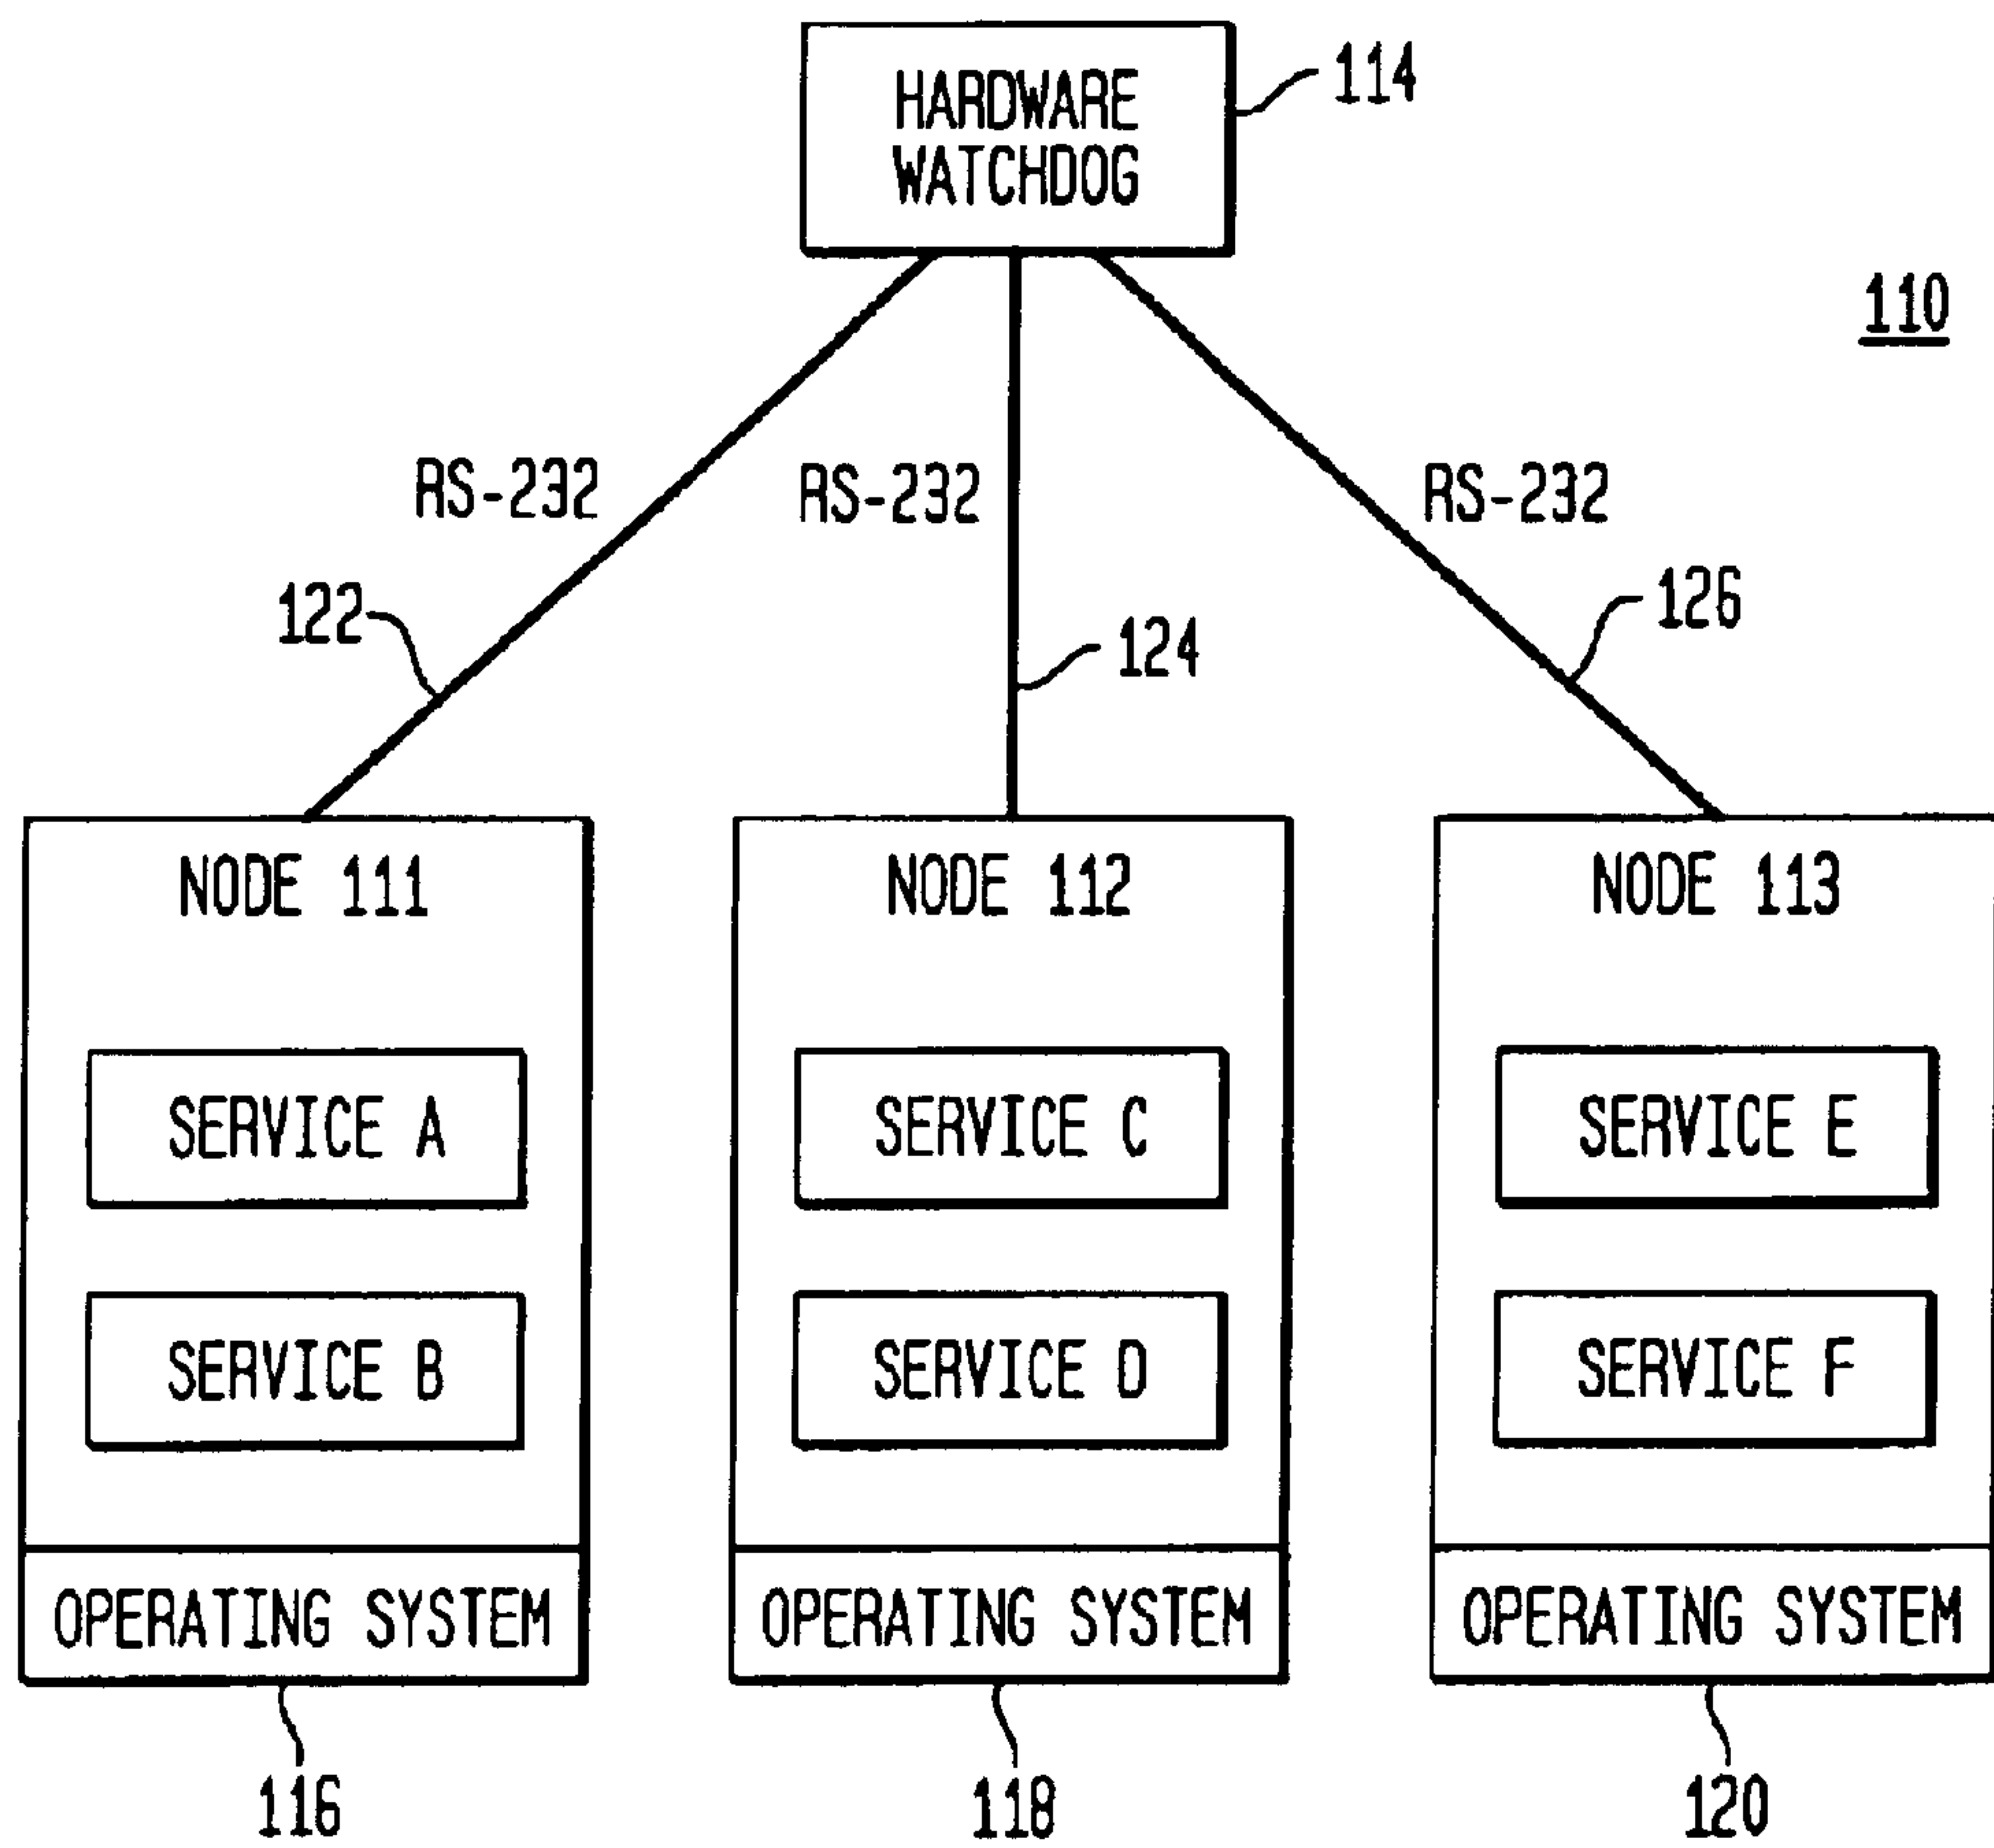 HARDWARE
WATCHDOG
114
110
RS-232
RS-232
RS-232
122
124
126
NODE 111
NODE 112
NODE 113
SERVICE A
SERVICE C
SERVICE E
SERVICE B
SERVICE D
SERVICE F
OPERATING SYSTEM
OPERATING SYSTEM
OPERATING SYSTEM
116
118
120